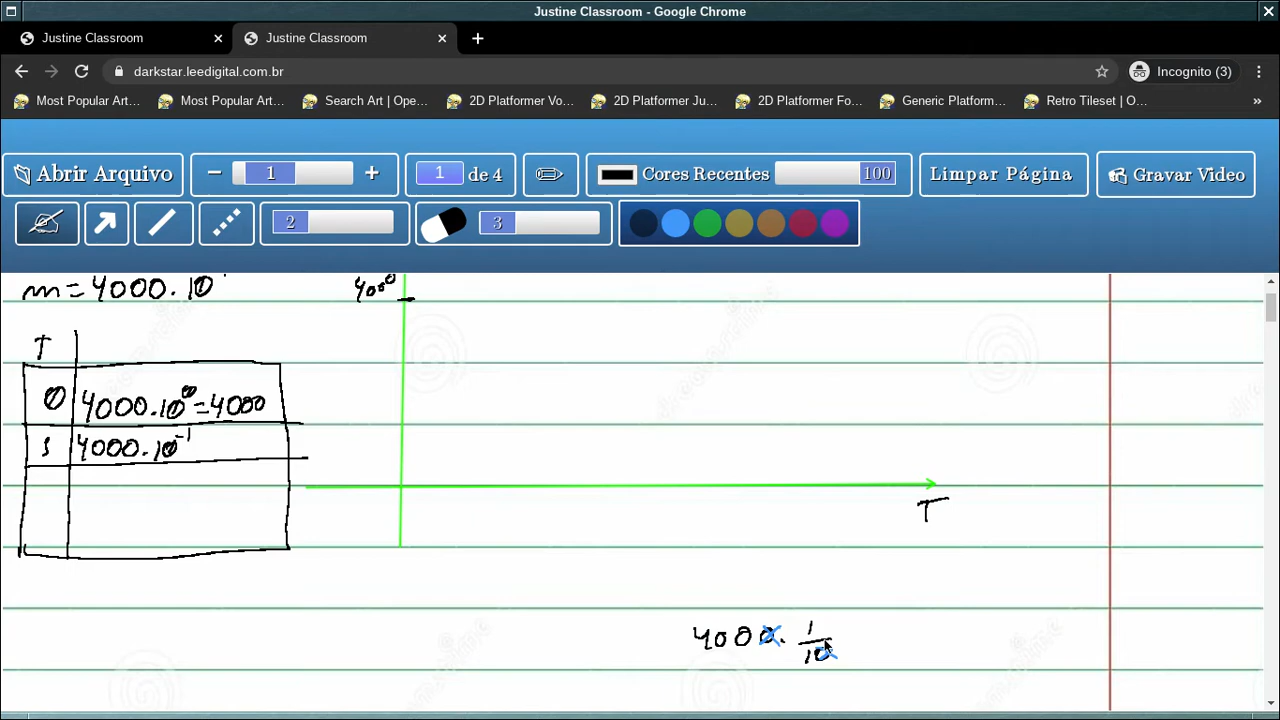 Justine Classroom - Google Chrome
Justine Classroom
Justine Classroom
darkstar.leedigital.com.br
Incognito (3)
Most Popular Art...
Most Popular Art...
Search Art | Ope...
2D Platformer Vo...
2D Platformer Ju...
2D Platformer Fo...
Generic Platform...
Retro Tileset | O...
Abrir Arquivo
− 1 +
1 de 4
Cores Recentes 100
Limpar Página
Gravar Video
2
3
m = 4000.10
4000
T
0 4000.10⁰ = 4000
1 4000.10⁻¹
T
4000. 1/10